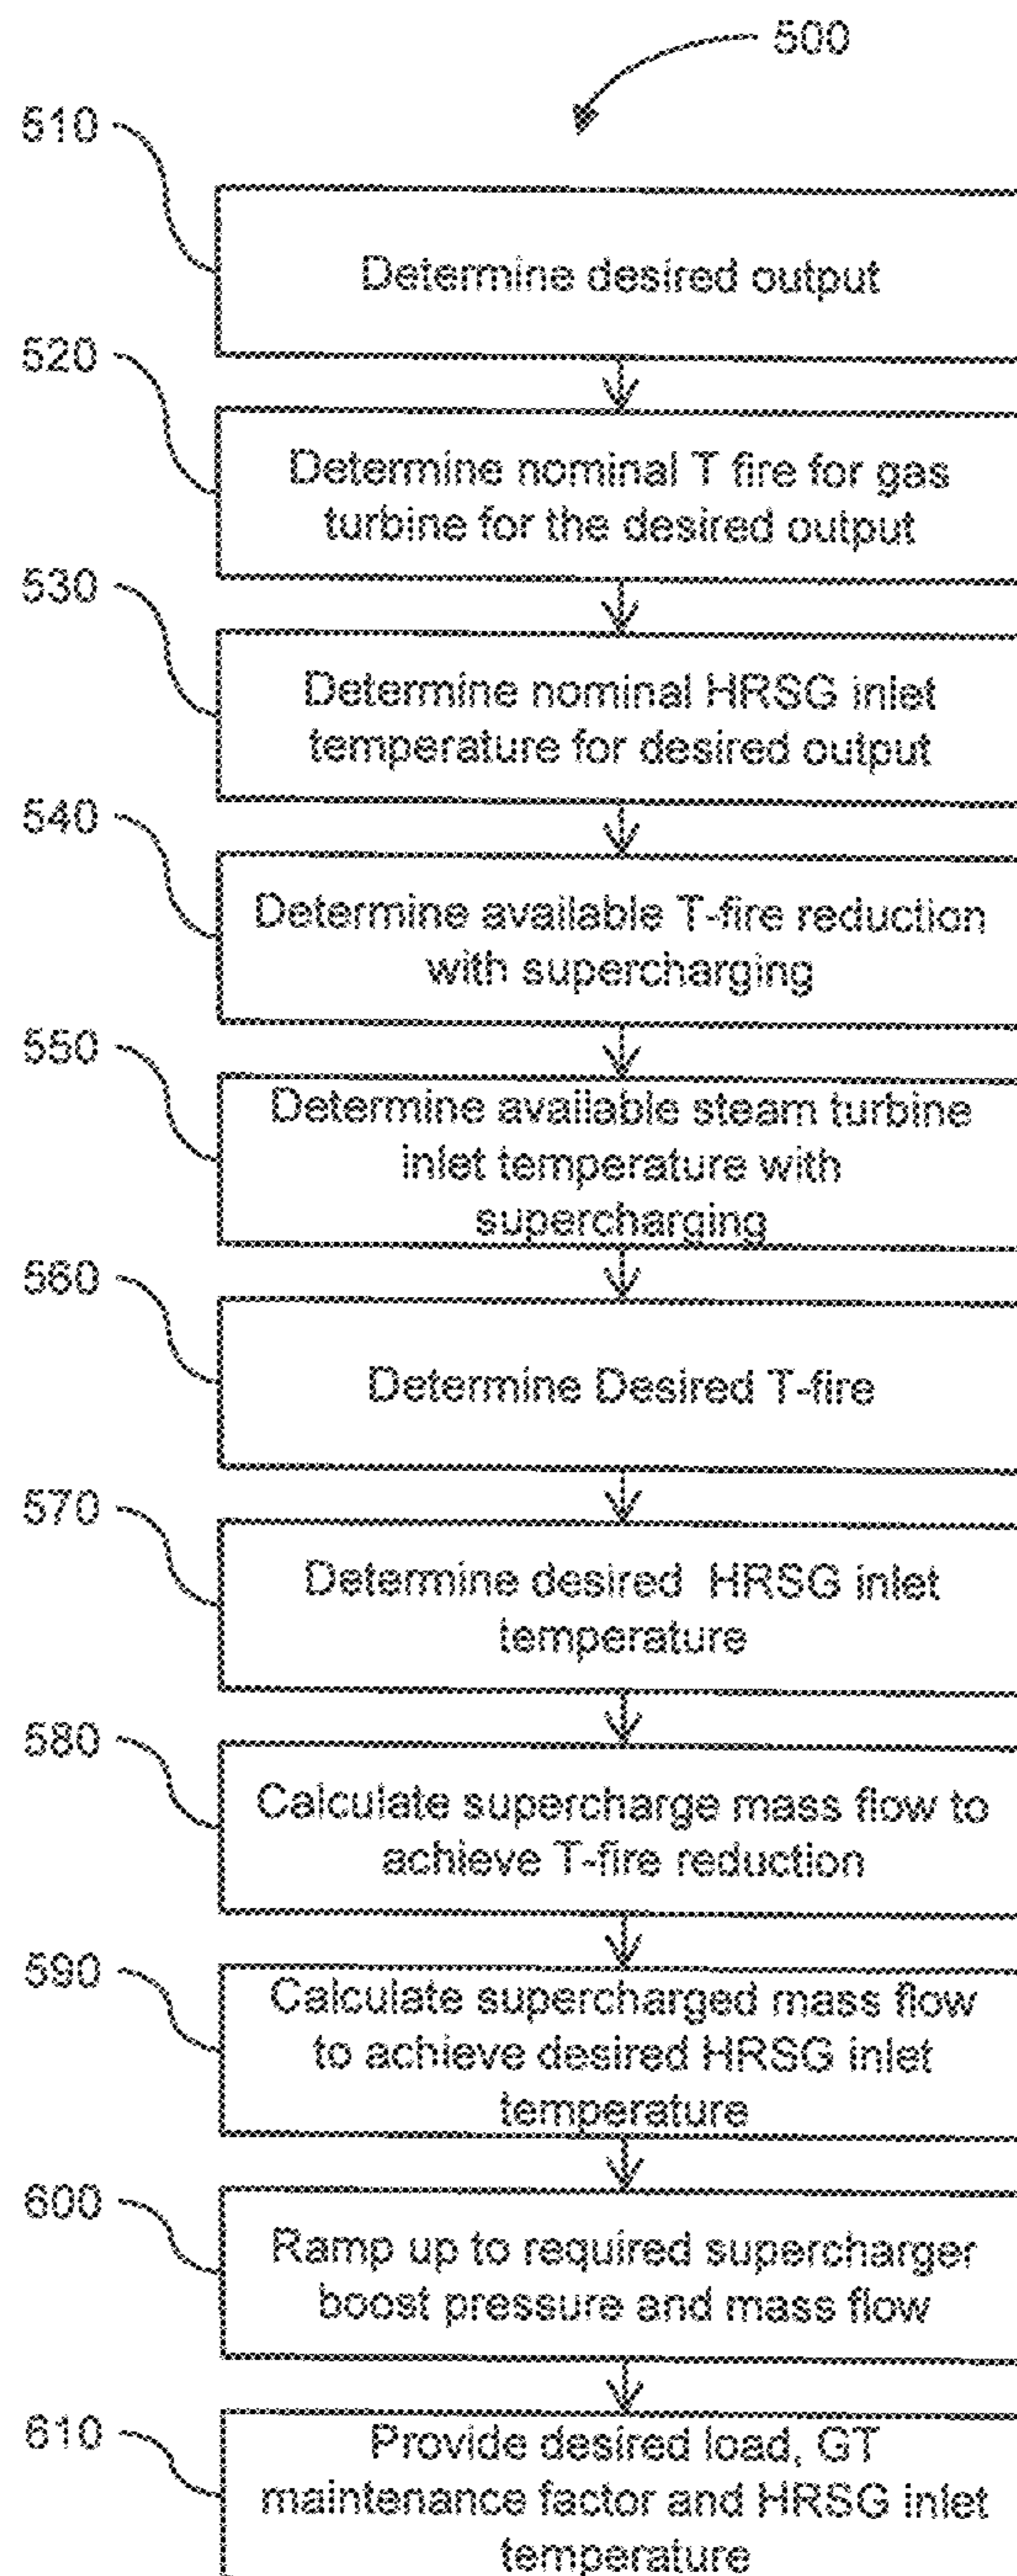 500
510
Determine desired output
520
Determine nominal T fire for gas
turbine for the desired output
530
Determine nominal HRSG inlet
temperature for desired output
540
Determine available T-fire reduction
with supercharging
550
Determine available steam turbine
inlet temperature with
supercharging
560
Determine Desired T-fire
570
Determine desired HRSG inlet
temperature
580
Calculate supercharge mass flow to
achieve T-fire reduction
590
Calculate supercharged mass flow
to achieve desired HRSG inlet
temperature
600
Ramp up to required supercharger
boost pressure and mass flow
610
Provide desired load, GT
maintenance factor and HRSG inlet
temperature